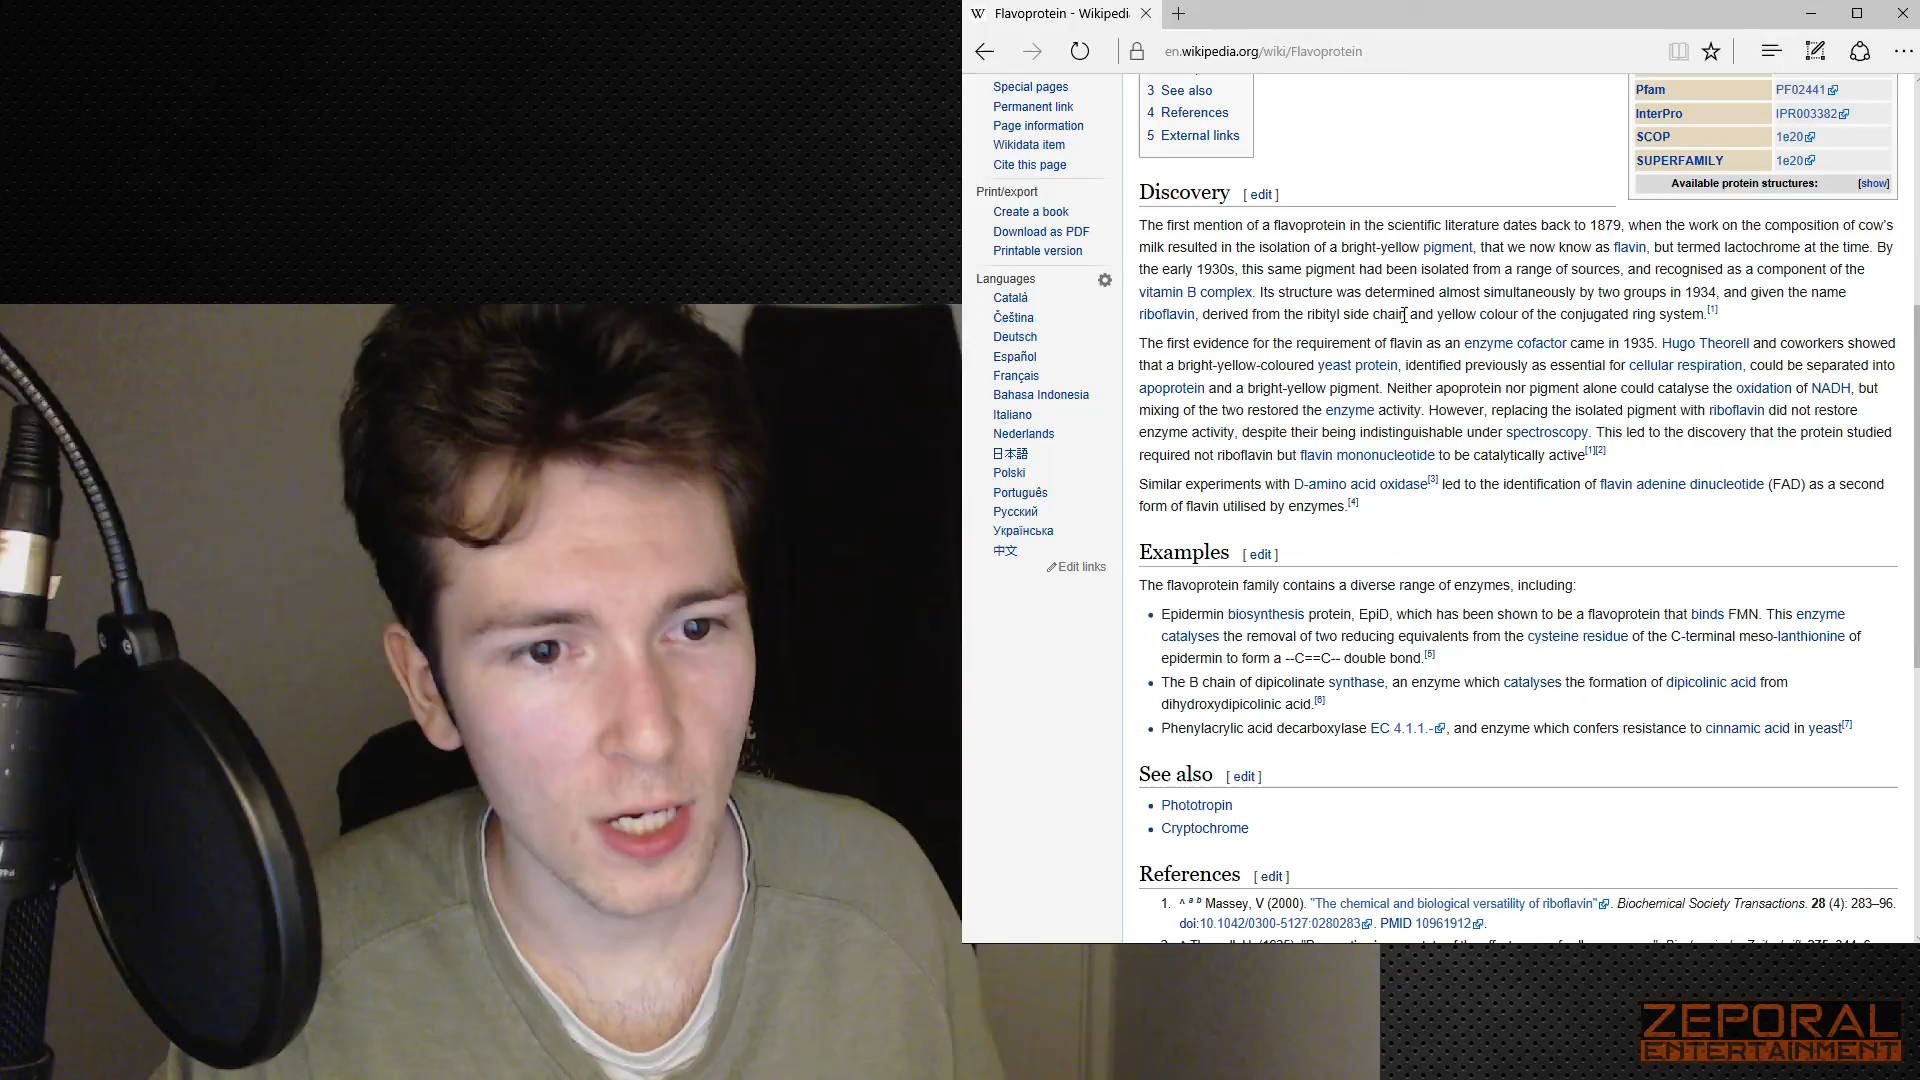 Flavoprotein - Wikipedi
en.wikipedia.org/wiki/Flavoprotein
Special pages
Permanent link
Page information
Wikidata item
Cite this page
Print/export
Create a book
Download as PDF
Printable version
Languages
Català
Čeština
Deutsch
Español
Français
Bahasa Indonesia
Italiano
Nederlands
日本語
Polski
Português
Русский
Українська
中文
Edit links
3 See also
4 References
5 External links
Pfam PF02441
InterPro IPR003382
SCOP 1e20
SUPERFAMILY 1e20
Available protein structures: [show]
Discovery [ edit ]
The first mention of a flavoprotein in the scientific literature dates back to 1879, when the work on the composition of cow's
milk resulted in the isolation of a bright-yellow pigment, that we now know as flavin, but termed lactochrome at the time. By
the early 1930s, this same pigment had been isolated from a range of sources, and recognised as a component of the
vitamin B complex. Its structure was determined almost simultaneously by two groups in 1934, and given the name
riboflavin, derived from the ribityl side chain and yellow colour of the conjugated ring system.[1]
The first evidence for the requirement of flavin as an enzyme cofactor came in 1935. Hugo Theorell and coworkers showed
that a bright-yellow-coloured yeast protein, identified previously as essential for cellular respiration, could be separated into
apoprotein and a bright-yellow pigment. Neither apoprotein nor pigment alone could catalyse the oxidation of NADH, but
mixing of the two restored the enzyme activity. However, replacing the isolated pigment with riboflavin did not restore
enzyme activity, despite their being indistinguishable under spectroscopy. This led to the discovery that the protein studied
required not riboflavin but flavin mononucleotide to be catalytically active[1][2]
Similar experiments with D-amino acid oxidase[3] led to the identification of flavin adenine dinucleotide (FAD) as a second
form of flavin utilised by enzymes.[4]
Examples [ edit ]
The flavoprotein family contains a diverse range of enzymes, including:
• Epidermin biosynthesis protein, EpiD, which has been shown to be a flavoprotein that binds FMN. This enzyme
catalyses the removal of two reducing equivalents from the cysteine residue of the C-terminal meso-lanthionine of
epidermin to form a --C==C-- double bond.[5]
• The B chain of dipicolinate synthase, an enzyme which catalyses the formation of dipicolinic acid from
dihydroxydipicolinic acid.[6]
• Phenylacrylic acid decarboxylase EC 4.1.1.-, and enzyme which confers resistance to cinnamic acid in yeast[7]
See also [ edit ]
• Phototropin
• Cryptochrome
References [ edit ]
1. ^ a b Massey, V (2000). "The chemical and biological versatility of riboflavin". Biochemical Society Transactions. 28 (4): 283–96.
doi:10.1042/0300-5127:0280283. PMID 10961912.
ZEPORAL
ENTERTAINMENT